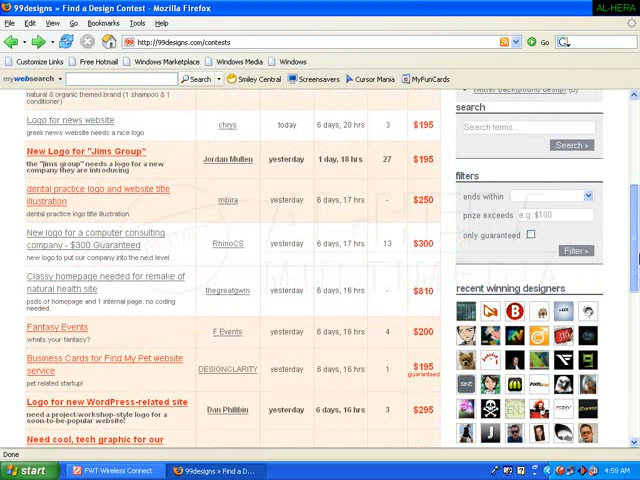 99designs » Find a Design Contest - Mozilla Firefox
AL-HERA
File Edit View Go Bookmarks Tools Help
http://99designs.com/contests
Go
Customize Links Free Hotmail Windows Marketplace Windows Media Windows
mywebsearch Search Smiley Central Screensavers Cursor Mania MyFunCards
natural & organic themed brand (1 shampoo & 1
conditioner)
Logo for news website
greek news website needs a nice logo
chrys today 6 days, 20 hrs 3 $195
New Logo for "Jims Group"
the "jims group" needs a logo for a new
company they are introducing
Jordan Mullen yesterday 1 day, 18 hrs 27 $195
dental practice logo and website title
illustration
dental practice logo title illustration
mbira yesterday 6 days, 17 hrs - $250
New logo for a computer consulting
company - $300 Guaranteed
new logo to put our company into the next level.
RhinoCS yesterday 6 days, 17 hrs 13 $300
Classy homepage needed for remake of
natural health site
psds of homepage and 1 internal page. no coding
needed.
thegreatgwin yesterday 6 days, 16 hrs - $810
Fantasy Events
whats your fantasy?
F.Events yesterday 6 days, 16 hrs 4 $200
Business Cards for Find My Pet website
service
pet related startup!
DESIGNCLARITY yesterday 6 days, 16 hrs 1 $195
guaranteed
Logo for new WordPress-related site
need a project/workshop-style logo for a
soon-to-be popular website!
Dan Philibin yesterday 6 days, 16 hrs 3 $295
Need cool, tech graphic for our
Twitter background design
search
Search terms...
Search »
filters
ends within
prize exceeds e.g. $100
only guaranteed
Filter »
recent winning designers
AL-HERA
MULTIMEDIA
Done
start FWT Wireless Connect 99designs » Find a D... 4:59 AM